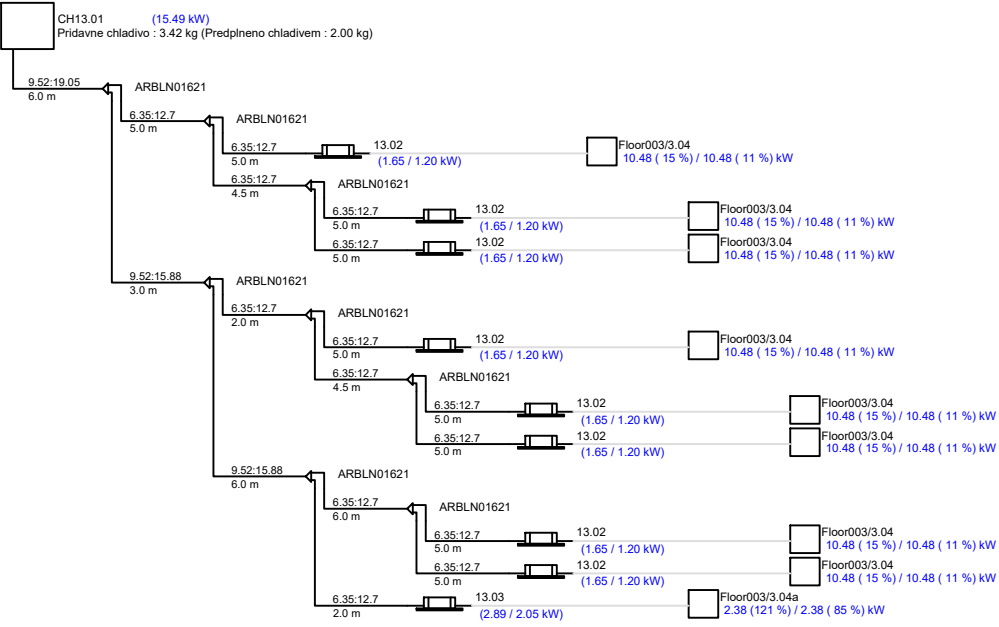 CH13.01 (15.49 kW)
Pridavne chladivo : 3.42 kg (Predplneno chladivem : 2.00 kg)
9.52:19.05
6.0 m
ARBLN01621
6.35:12.7
5.0 m
ARBLN01621
6.35:12.7
5.0 m
13.02
(1.65 / 1.20 kW)
Floor003/3.04
10.48 ( 15 %) / 10.48 ( 11 %) kW
6.35:12.7
4.5 m
ARBLN01621
6.35:12.7
5.0 m
13.02
(1.65 / 1.20 kW)
Floor003/3.04
10.48 ( 15 %) / 10.48 ( 11 %) kW
6.35:12.7
5.0 m
13.02
(1.65 / 1.20 kW)
Floor003/3.04
10.48 ( 15 %) / 10.48 ( 11 %) kW
9.52:15.88
3.0 m
ARBLN01621
6.35:12.7
2.0 m
ARBLN01621
6.35:12.7
5.0 m
13.02
(1.65 / 1.20 kW)
Floor003/3.04
10.48 ( 15 %) / 10.48 ( 11 %) kW
6.35:12.7
4.5 m
ARBLN01621
6.35:12.7
5.0 m
13.02
(1.65 / 1.20 kW)
Floor003/3.04
10.48 ( 15 %) / 10.48 ( 11 %) kW
6.35:12.7
5.0 m
13.02
(1.65 / 1.20 kW)
Floor003/3.04
10.48 ( 15 %) / 10.48 ( 11 %) kW
9.52:15.88
6.0 m
ARBLN01621
6.35:12.7
6.0 m
ARBLN01621
6.35:12.7
5.0 m
13.02
(1.65 / 1.20 kW)
Floor003/3.04
10.48 ( 15 %) / 10.48 ( 11 %) kW
6.35:12.7
5.0 m
13.02
(1.65 / 1.20 kW)
Floor003/3.04
10.48 ( 15 %) / 10.48 ( 11 %) kW
6.35:12.7
2.0 m
13.03
(2.89 / 2.05 kW)
Floor003/3.04a
2.38 (121 %) / 2.38 ( 85 %) kW